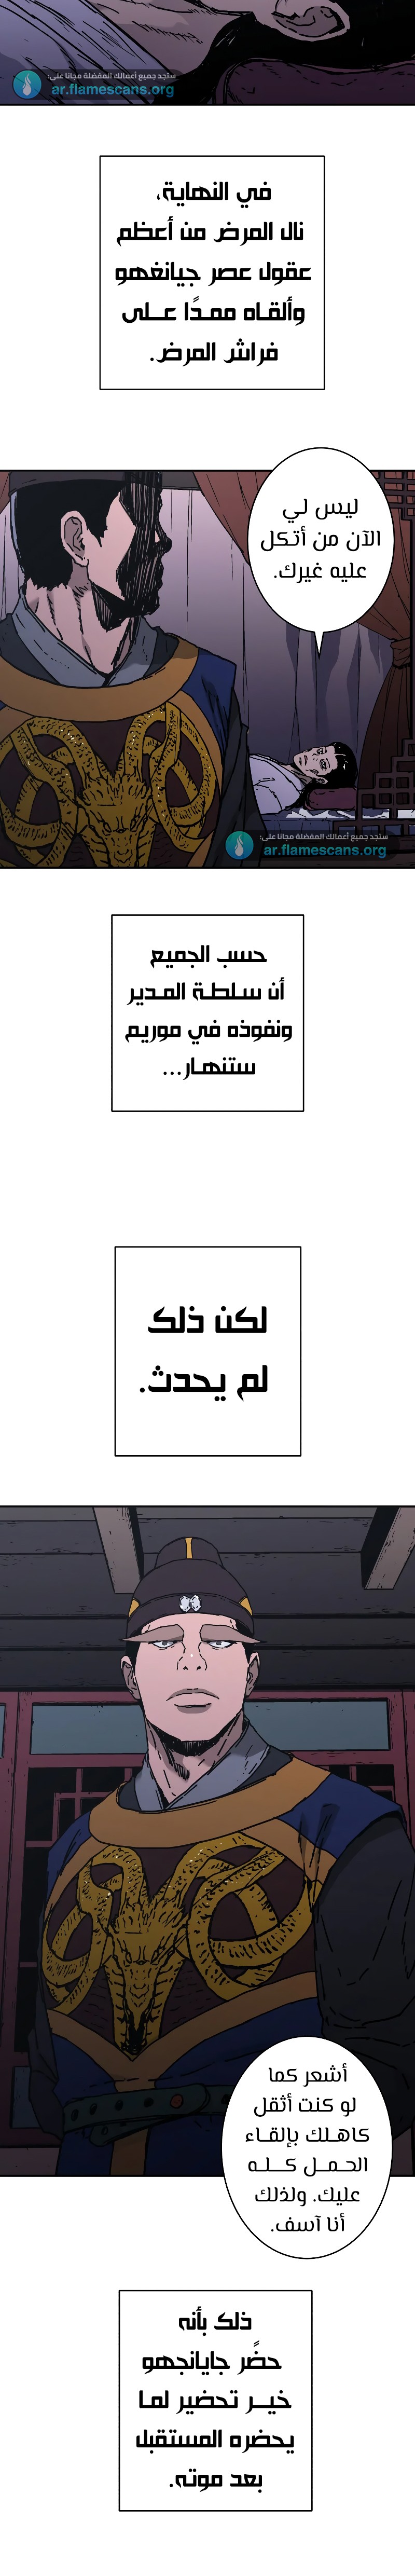 ستجد جميع أعمالك المفضلة مجانا على:
ar.flamescans.org
في النهاية،
نال المرض من أعظم
عقول عصر جيانغهو
وألقاه ممدًا على
فراش المرض.
ليس لي
الآن من أتكل
عليه غيرك.
ستجد جميع أعمالك المفضلة مجانا على:
ar.flamescans.org
حسب الجميع
أن سلطة المدير
ونفوذه في موريم
ستنهار...
لكن ذلك
لم يحدث.
أشعر كما
لو كنت أثقل
كاهلك بإلقاء
الحمل كله
عليك. ولذلك
أنا آسف.
ذلك بأنه
حضَّر جايانجهو
خير تحضير لما
يحضره المستقبل
بعد موته.